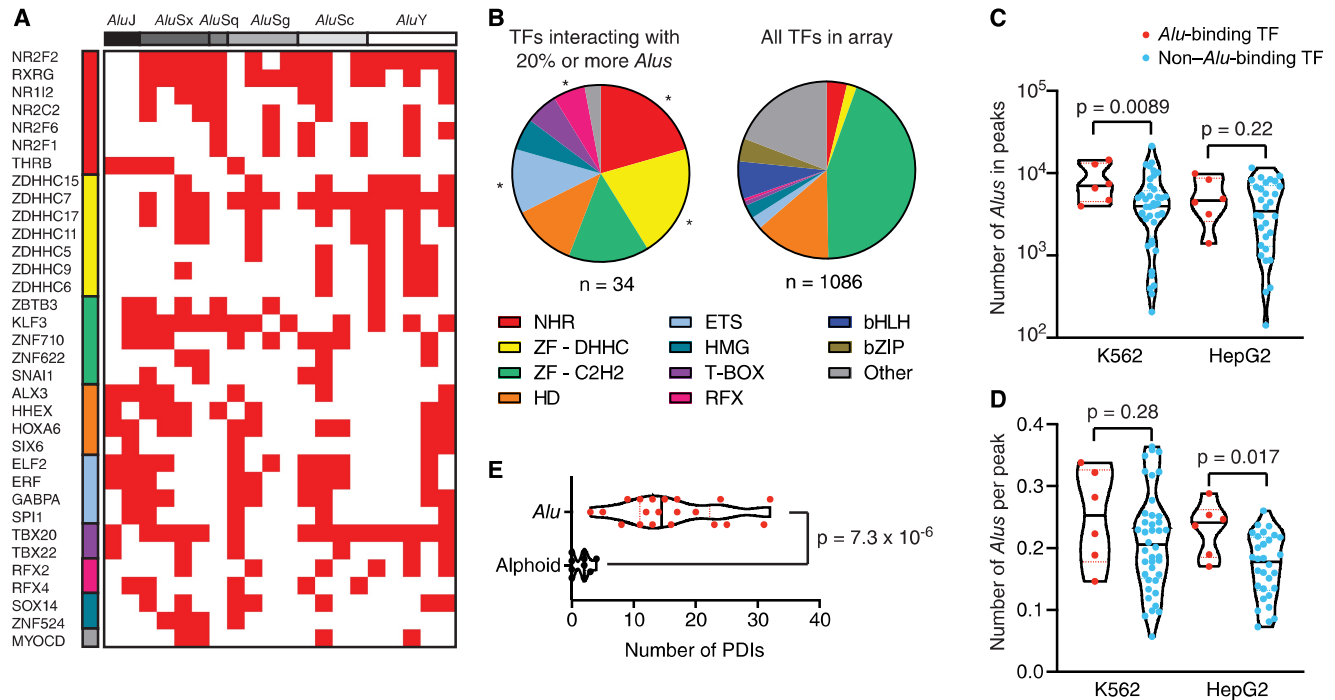 A
AluJ AluSx AluSq AluSg AluSc AluY
NR2F2
RXRG
NR1I2
NR2C2
NR2F6
NR2F1
THRB
ZDHHC15
ZDHHC7
ZDHHC17
ZDHHC11
ZDHHC5
ZDHHC9
ZDHHC6
ZBTB3
KLF3
ZNF710
ZNF622
SNAI1
ALX3
HHEX
HOXA6
SIX6
ELF2
ERF
GABPA
SPI1
TBX20
TBX22
RFX2
RFX4
SOX14
ZNF524
MYOCD
B
TFs interacting with
20% or more Alus
All TFs in array
*
*
*
*
n = 34
n = 1086
NHR
ZF - DHHC
ZF - C2H2
HD
ETS
HMG
T-BOX
RFX
bHLH
bZIP
Other
C
Alu-binding TF
Non–Alu-binding TF
Number of Alus in peaks
10⁵
10⁴
10³
10²
p = 0.0089
p = 0.22
K562
HepG2
D
Number of Alus per peak
0.4
0.3
0.2
0.1
0.0
p = 0.28
p = 0.017
K562
HepG2
E
Alu
Alphoid
p = 7.3 x 10⁻⁶
0 10 20 30 40
Number of PDIs